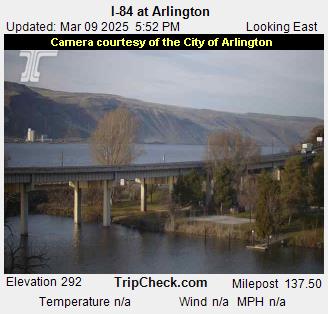 I-84 at Arlington
Updated: Mar 09 2025 5:52 PM Looking East
Camera courtesy of the City of Arlington
Elevation 292 TripCheck.com Milepost 137.50
Temperature n/a Wind n/a MPH n/a